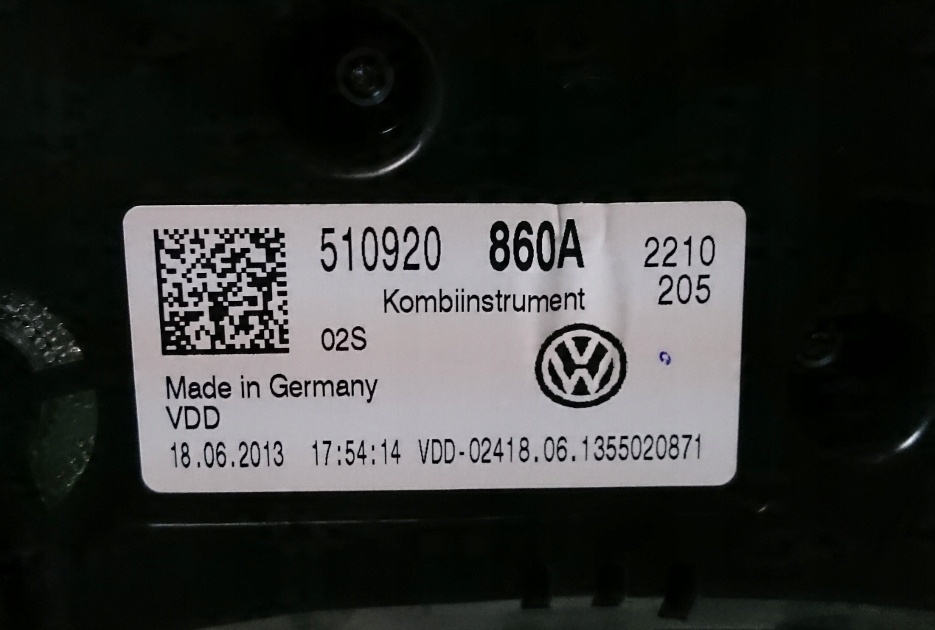 510920 860A 2210
205
Kombiinstrument
02S
Made in Germany
VDD
18.06.2013 17:54:14 VDD-02418.06.1355020871